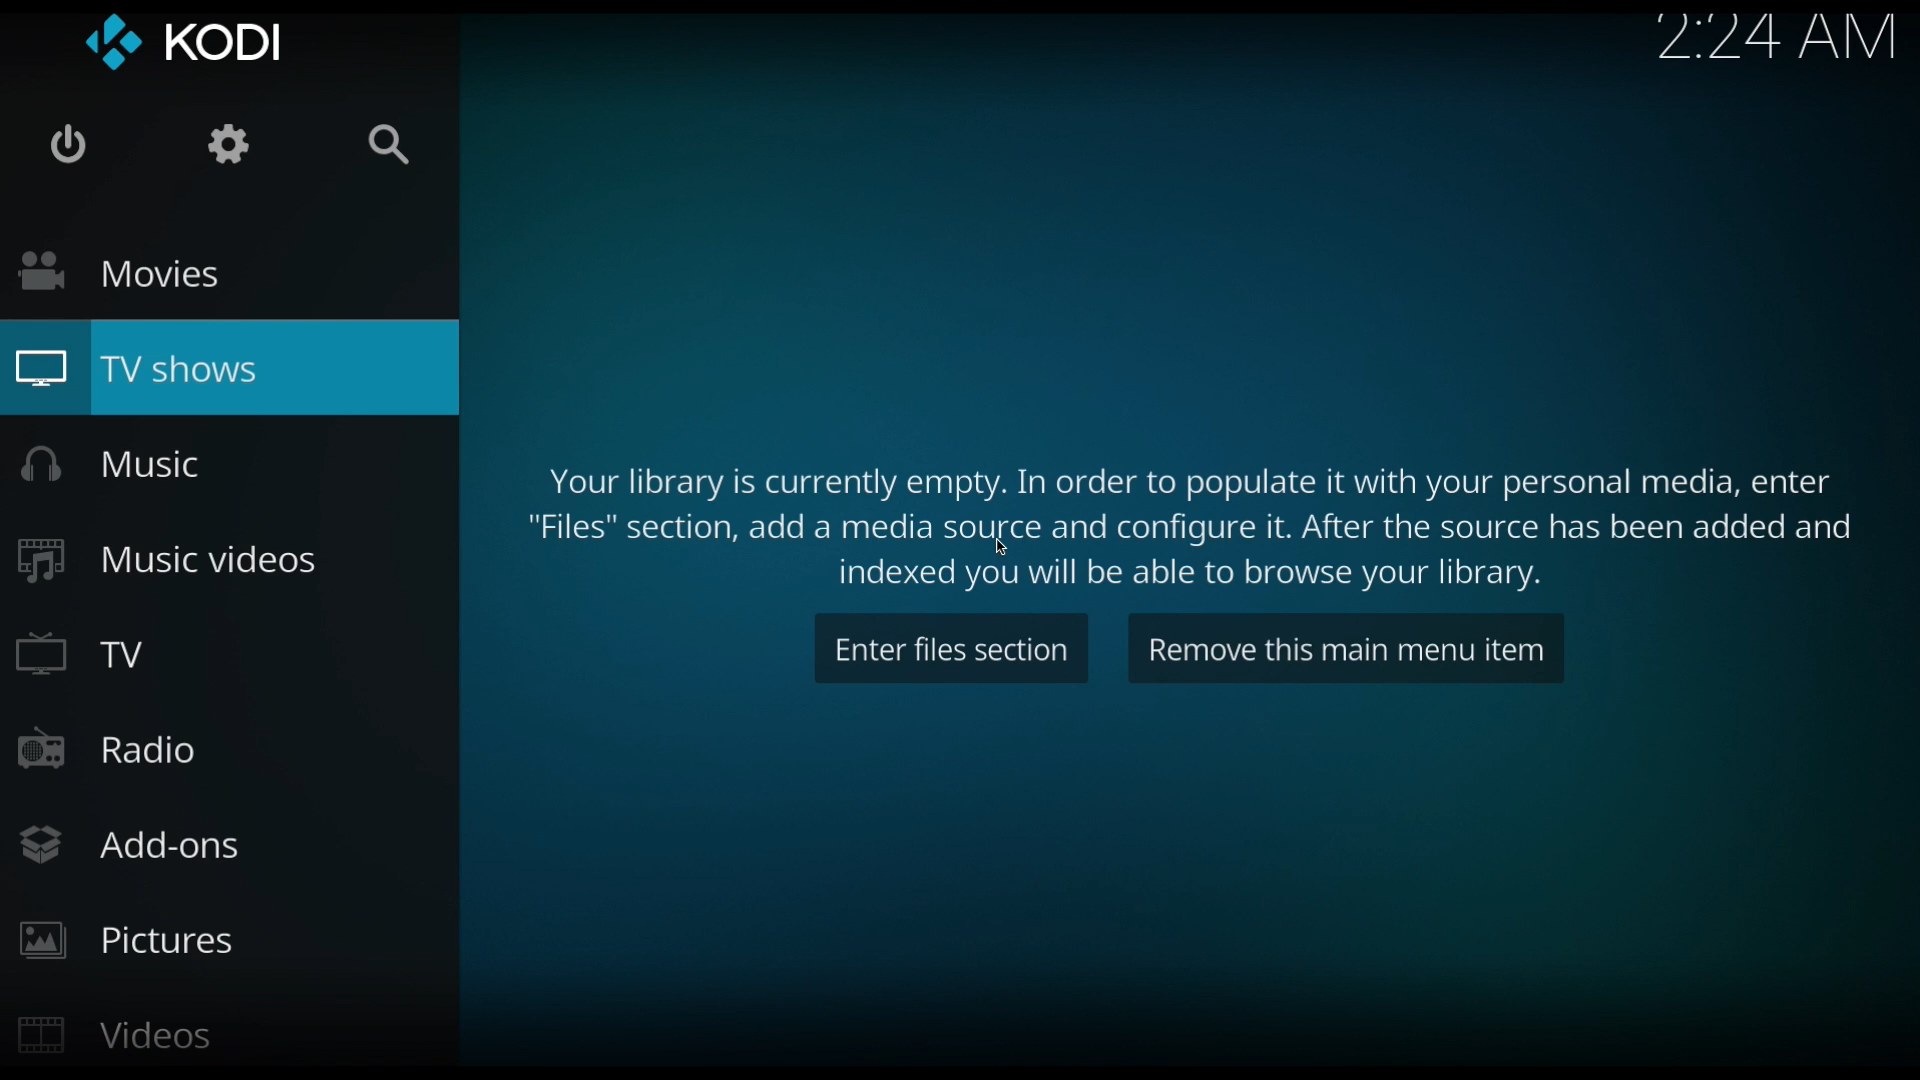 KODI
2:24 AM
Movies
TV shows
Music
Music videos
TV
Radio
Add-ons
Pictures
Videos
Your library is currently empty. In order to populate it with your personal media, enter
"Files" section, add a media source and configure it. After the source has been added and
indexed you will be able to browse your library.
Enter files section
Remove this main menu item